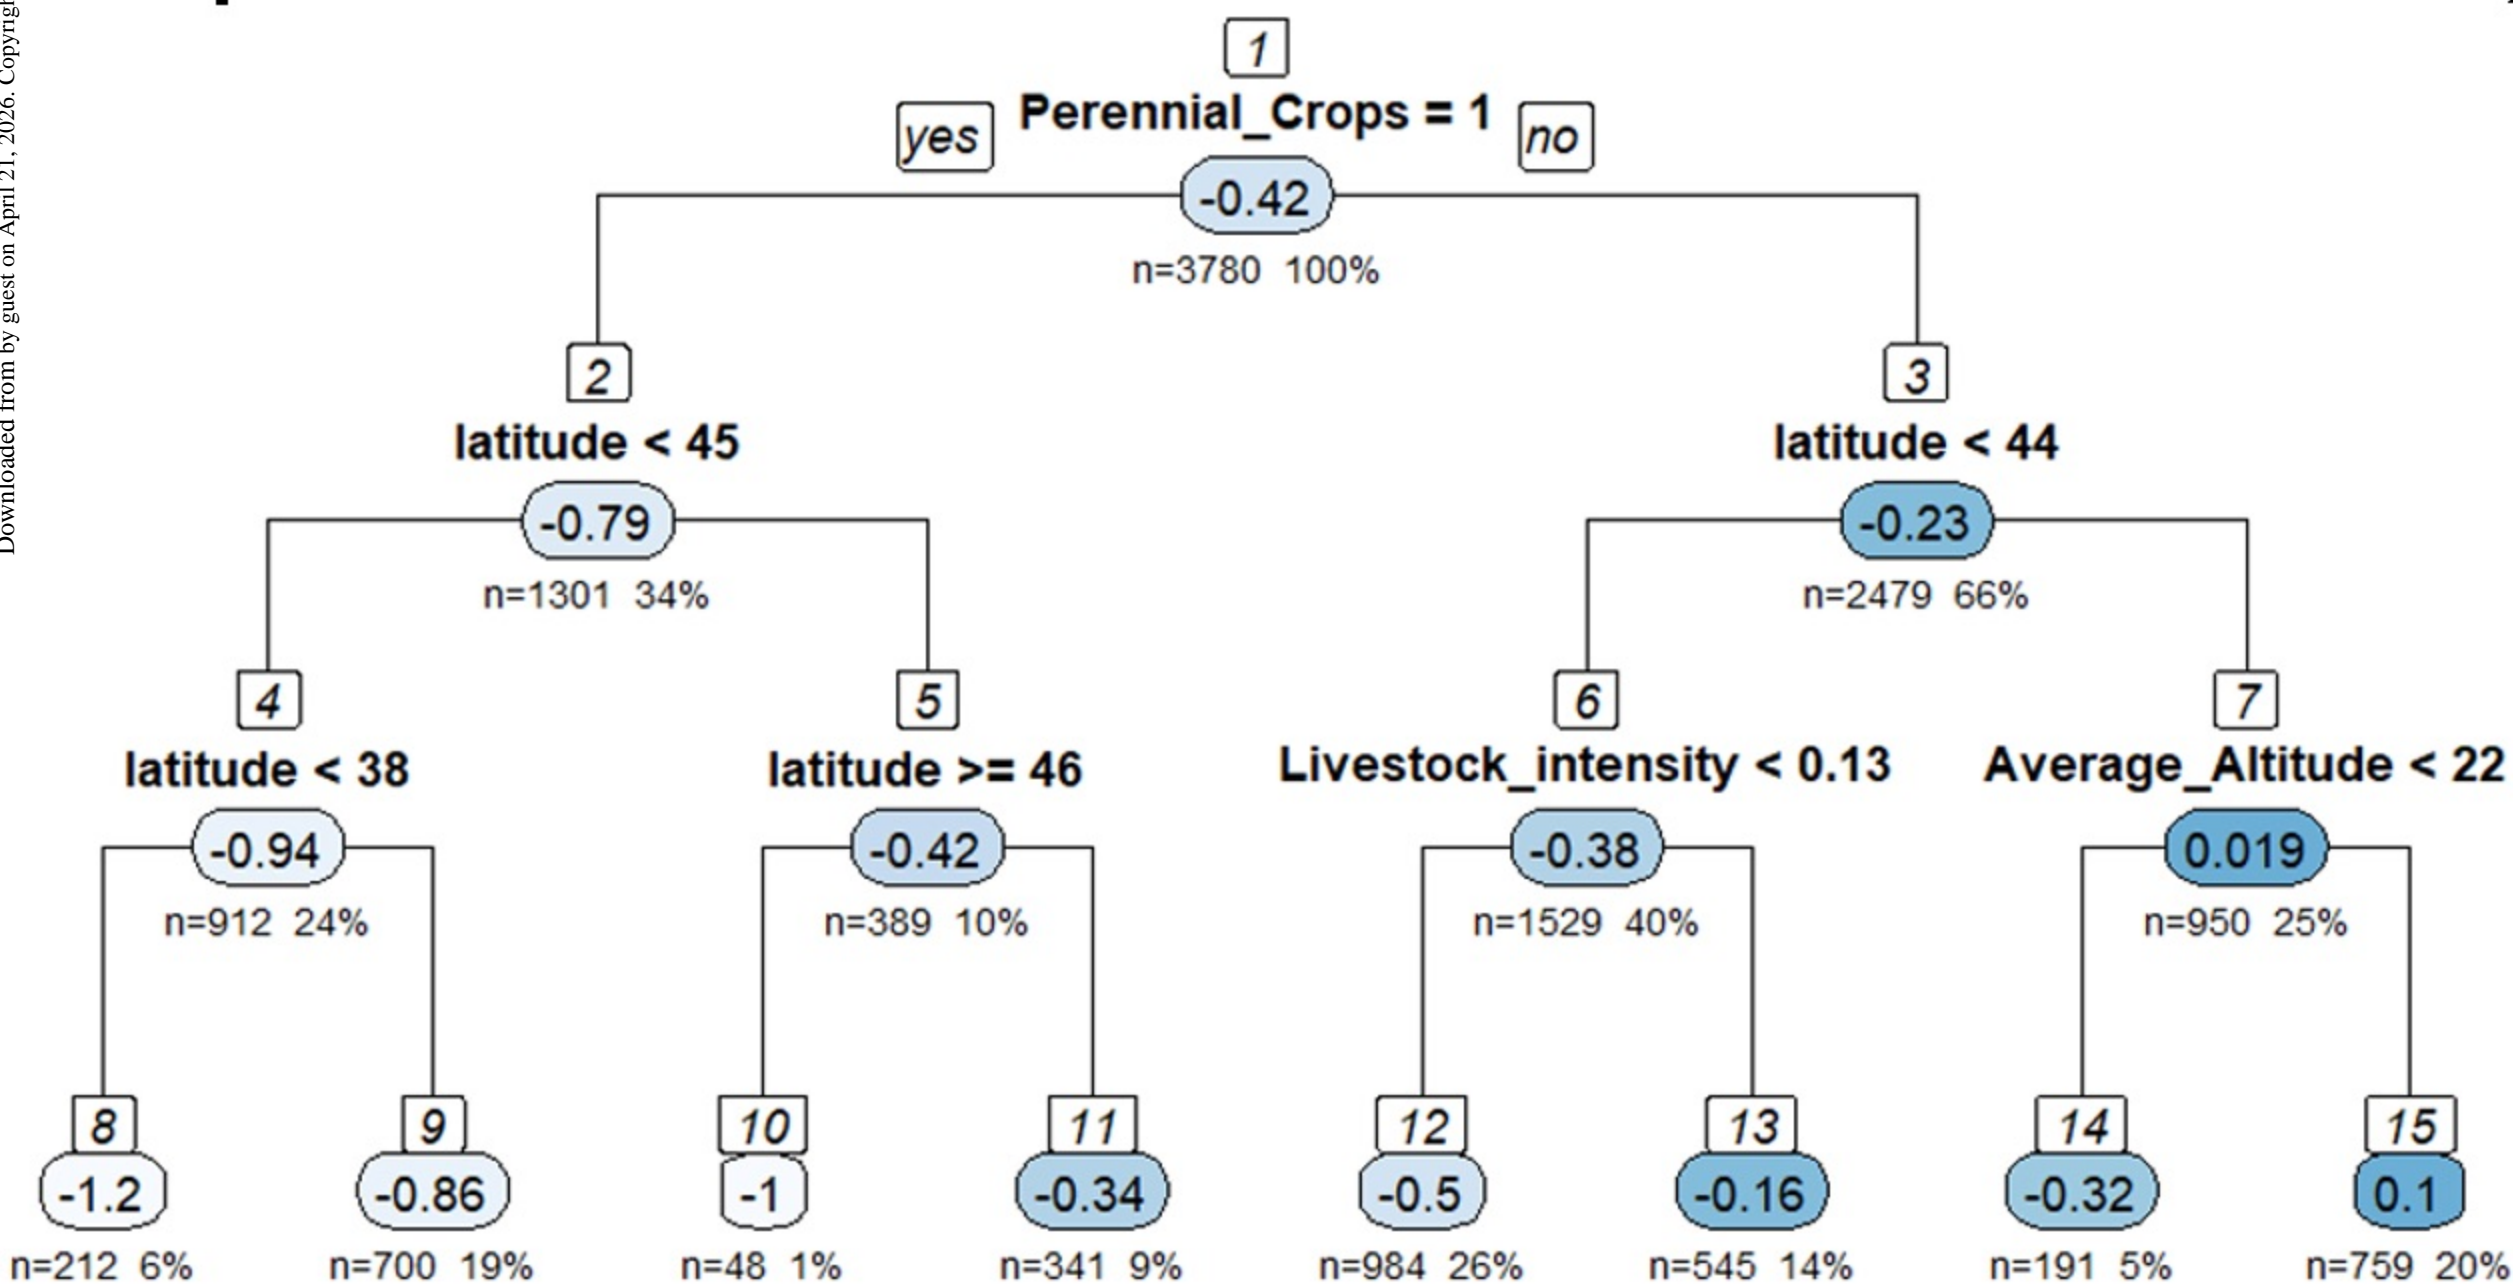 Downloaded from by guest on April 21, 2026. Copyright
1
yes Perennial_Crops = 1 no
-0.42
n=3780 100%
2 3
latitude < 45 latitude < 44
-0.79 -0.23
n=1301 34% n=2479 66%
4 5 6 7
latitude < 38 latitude >= 46 Livestock_intensity < 0.13 Average_Altitude < 22
-0.94 -0.42 -0.38 0.019
n=912 24% n=389 10% n=1529 40% n=950 25%
8 9 10 11 12 13 14 15
-1.2 -0.86 -1 -0.34 -0.5 -0.16 -0.32 0.1
n=212 6% n=700 19% n=48 1% n=341 9% n=984 26% n=545 14% n=191 5% n=759 20%